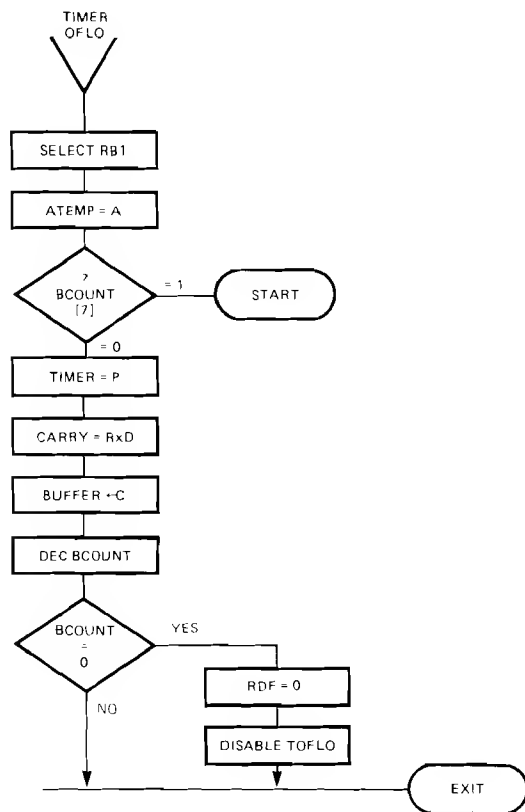 TIMER
OFLO
SELECT RB1
ATEMP = A
?
BCOUNT
[7]
= 1
START
= 0
TIMER = P
CARRY = RxD
BUFFER ←C
DEC BCOUNT
BCOUNT
=
0
YES
NO
RDF = 0
DISABLE TOFLO
EXIT